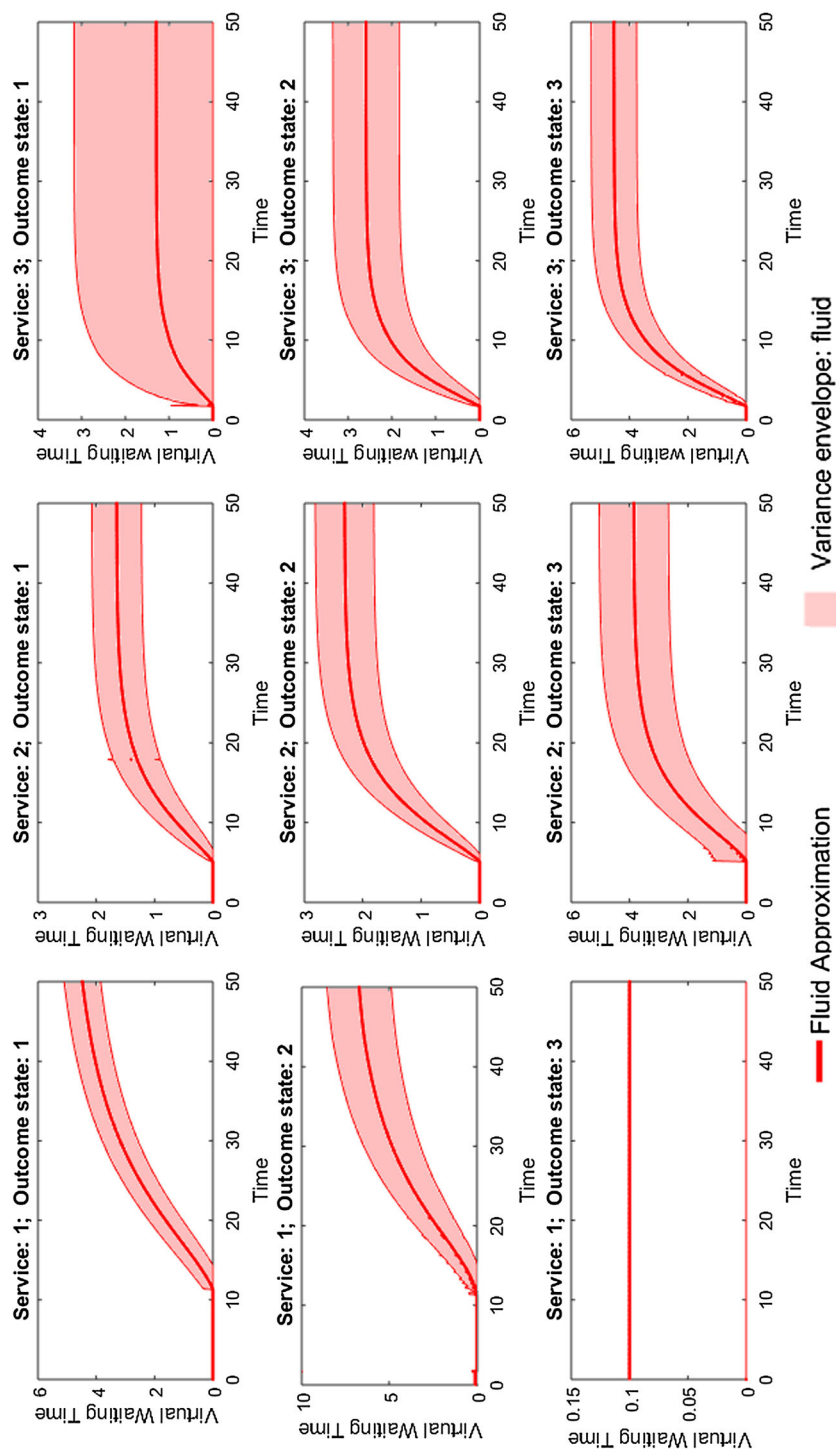 Service: 1; Outcome state: 1
Virtual Waiting Time
6
4
2
0
0 10 20 30 40 50
Time
Service: 2; Outcome state: 1
Virtual Waiting Time
3
2
1
0
0 10 20 30 40 50
Time
Service: 3; Outcome state: 1
Virtual waiting Time
4
3
2
1
0
0 10 20 30 40 50
Time
Service: 1; Outcome state: 2
Virtual Waiting Time
10
5
0
0 10 20 30 40 50
Time
Service: 2; Outcome state: 2
Virtual Waiting Time
3
2
1
0
0 10 20 30 40 50
Time
Service: 3; Outcome state: 2
Virtual waiting Time
4
3
2
1
0
0 10 20 30 40 50
Time
Service: 1; Outcome state: 3
Virtual Waiting Time
0.15
0.1
0.05
0
0 10 20 30 40 50
Time
Service: 2; Outcome state: 3
Virtual Waiting Time
6
4
2
0
0 10 20 30 40 50
Time
Service: 3; Outcome state: 3
Virtual waiting Time
6
4
2
0
0 10 20 30 40 50
Time
Fluid Approximation
Variance envelope: fluid